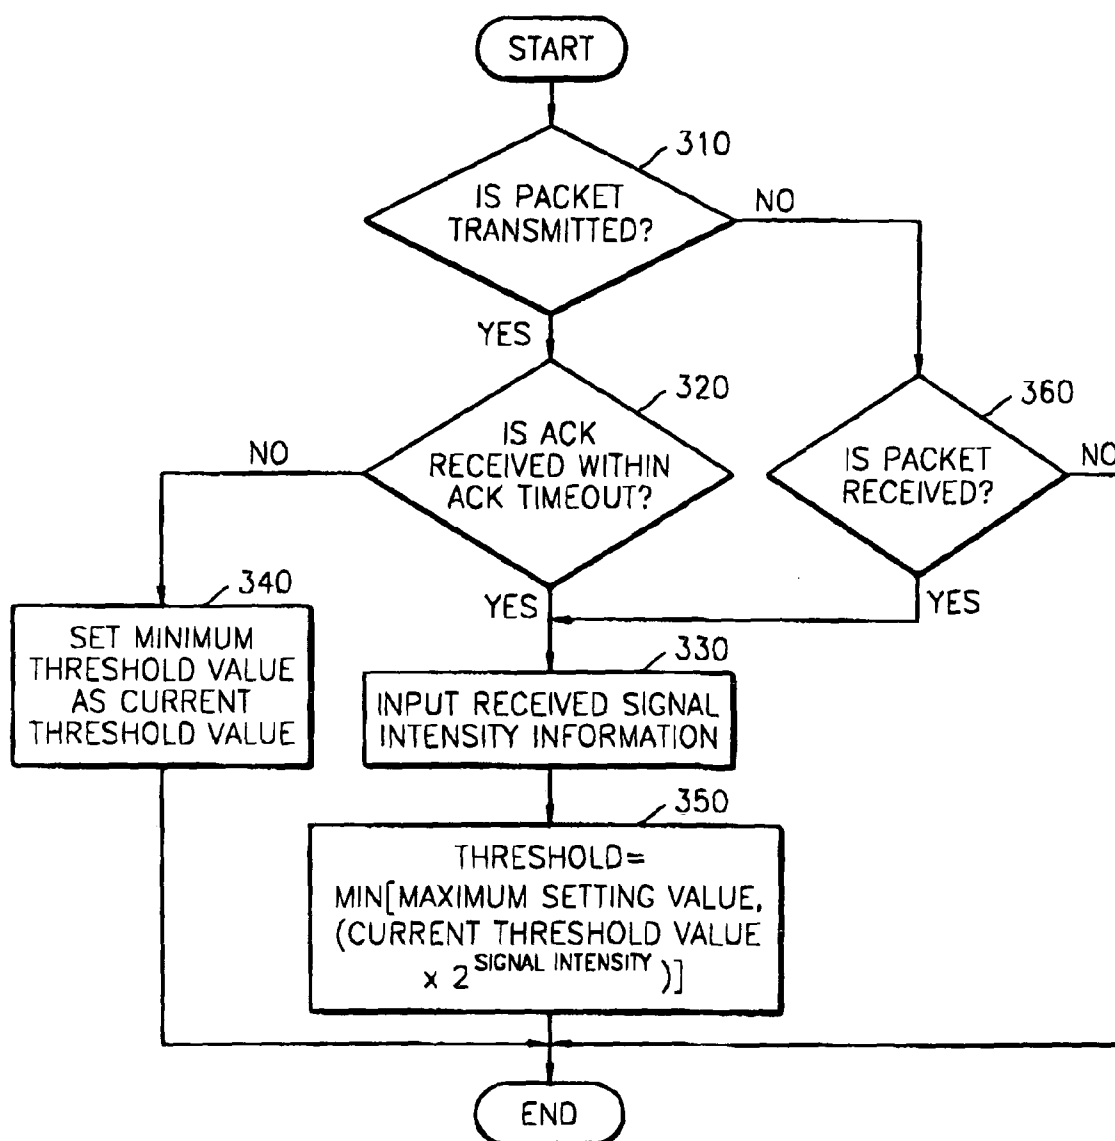 START
310
IS PACKET
TRANSMITTED?
NO
YES
320
IS ACK
RECEIVED WITHIN
ACK TIMEOUT?
NO
360
IS PACKET
RECEIVED?
NO
YES
YES
340
SET MINIMUM
THRESHOLD VALUE
AS CURRENT
THRESHOLD VALUE
330
INPUT RECEIVED SIGNAL
INTENSITY INFORMATION
350
THRESHOLD=
MIN[MAXIMUM SETTING VALUE,
(CURRENT THRESHOLD VALUE
x 2^SIGNAL INTENSITY)]
END